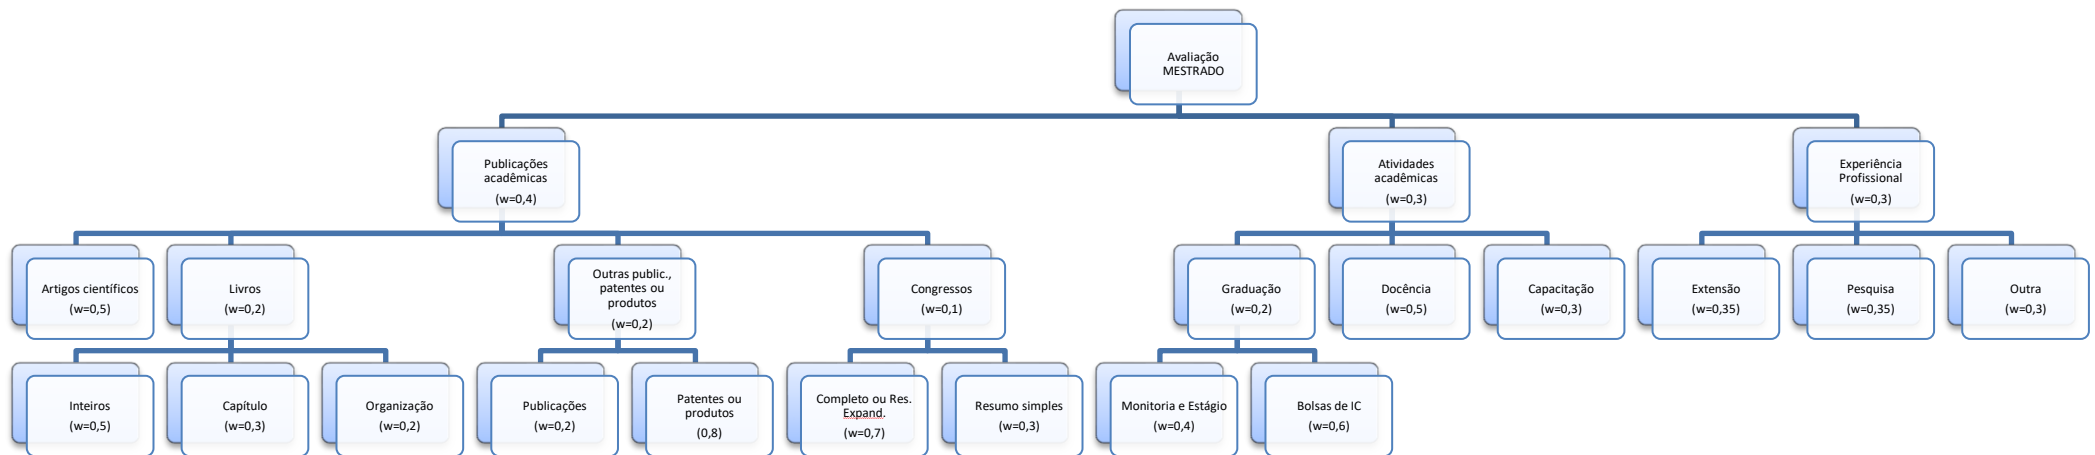 Avaliação
MESTRADO
Publicações
acadêmicas
(w=0,4)
Atividades
acadêmicas
(w=0,3)
Experiência
Profissional
(w=0,3)
Artigos científicos
(w=0,5)
Livros
(w=0,2)
Outras public.,
patentes ou
produtos
(w=0,2)
Congressos
(w=0,1)
Graduação
(w=0,2)
Docência
(w=0,5)
Capacitação
(w=0,3)
Extensão
(w=0,35)
Pesquisa
(w=0,35)
Outra
(w=0,3)
Inteiros
(w=0,5)
Capítulo
(w=0,3)
Organização
(w=0,2)
Publicações
(w=0,2)
Patentes ou
produtos
(0,8)
Completo ou Res.
Expand.
(w=0,7)
Resumo simples
(w=0,3)
Monitoria e Estágio
(w=0,4)
Bolsas de IC
(w=0,6)